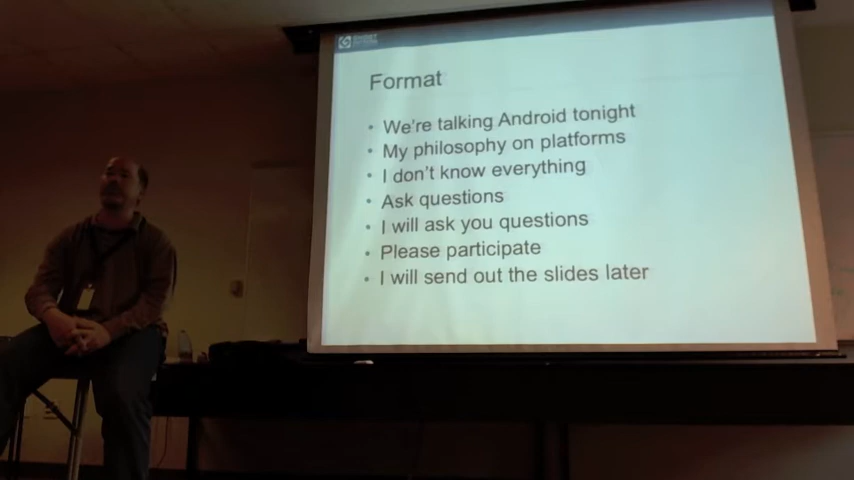 Format
• We're talking Android tonight
• My philosophy on platforms
• I don't know everything
• Ask questions
• I will ask you questions
• Please participate
• I will send out the slides later